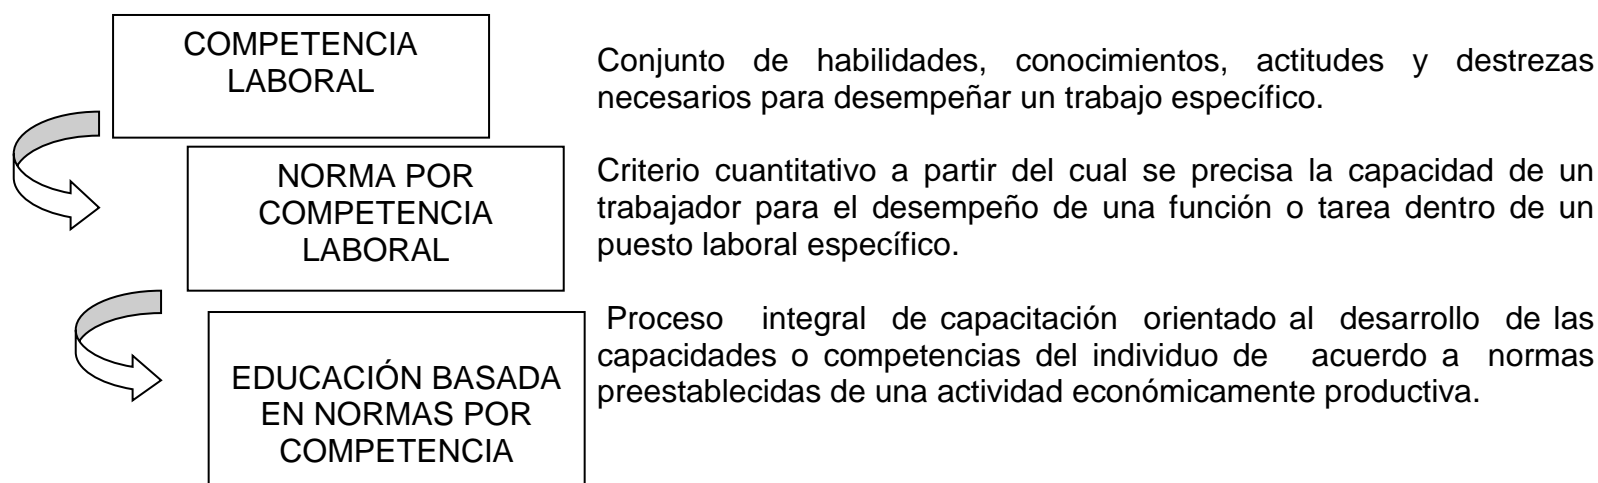 COMPETENCIA
LABORAL
Conjunto de habilidades, conocimientos, actitudes y destrezas
necesarios para desempeñar un trabajo específico.
NORMA POR
COMPETENCIA
LABORAL
Criterio cuantitativo a partir del cual se precisa la capacidad de un
trabajador para el desempeño de una función o tarea dentro de un
puesto laboral específico.
EDUCACIÓN BASADA
EN NORMAS POR
COMPETENCIA
Proceso integral de capacitación orientado al desarrollo de las
capacidades o competencias del individuo de acuerdo a normas
preestablecidas de una actividad económicamente productiva.